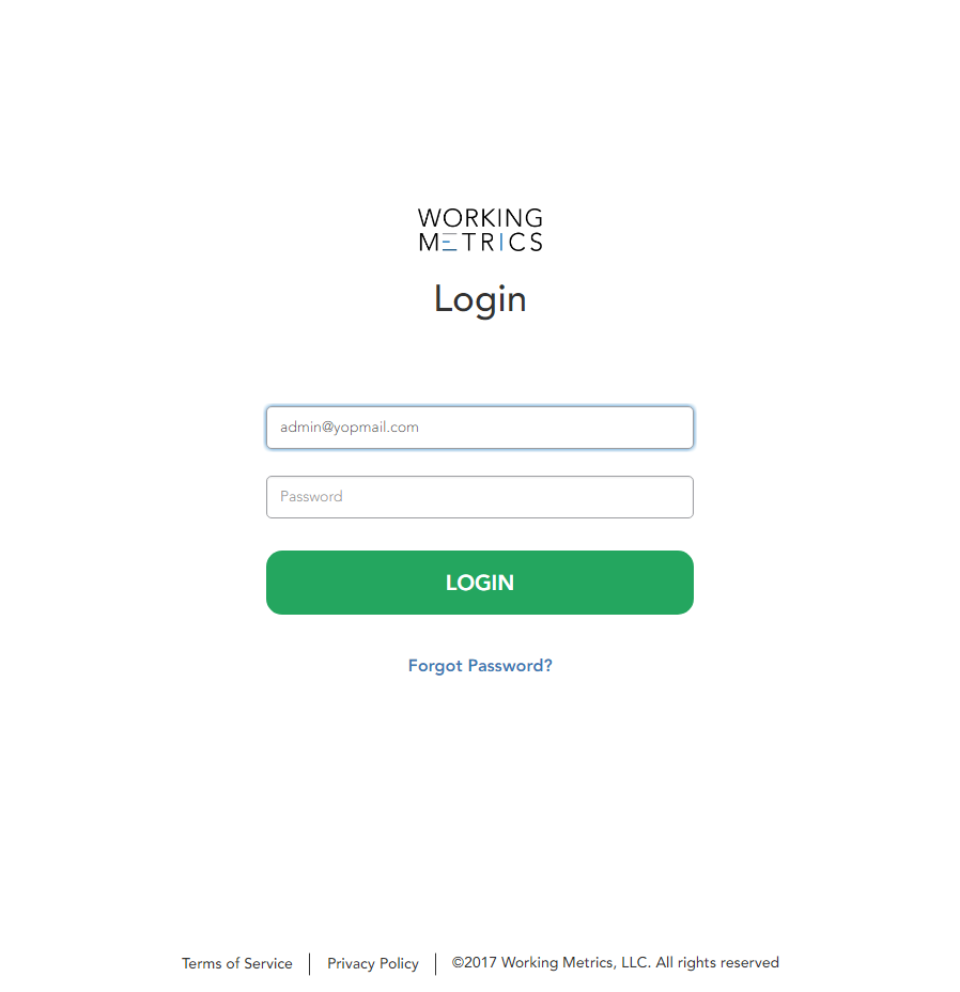 WORKING
METRICS
Login
admin@yopmail.com
Password
LOGIN
Forgot Password?
Terms of Service | Privacy Policy | ©2017 Working Metrics, LLC. All rights reserved